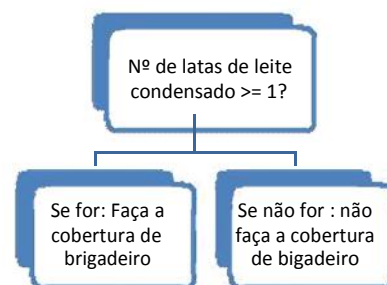 Nº de latas de leite
condensado >= 1?
Se for: Faça a
cobertura de
brigadeiro
Se não for : não
faça a cobertura
de bigadeiro